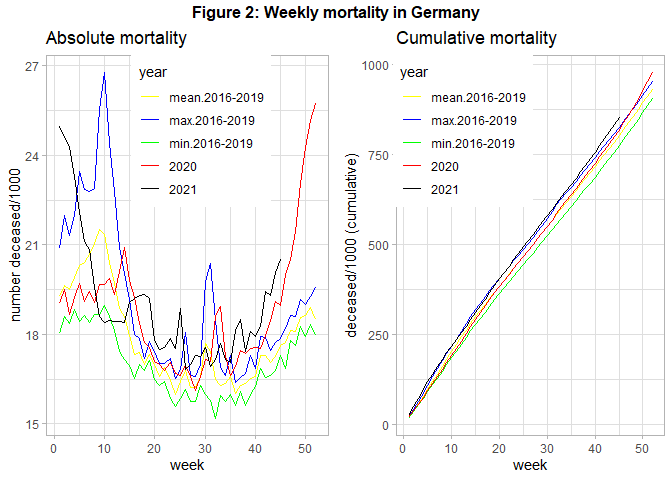 Figure 2: Weekly mortality in Germany
Absolute mortality
number deceased/1000
27
24
21
18
15
year
mean.2016-2019
max.2016-2019
min.2016-2019
2020
2021
0
10
20
30
40
50
week
Cumulative mortality
deceased/1000 (cumulative)
1000
750
500
250
0
year
mean.2016-2019
max.2016-2019
min.2016-2019
2020
2021
0
10
20
30
40
50
week